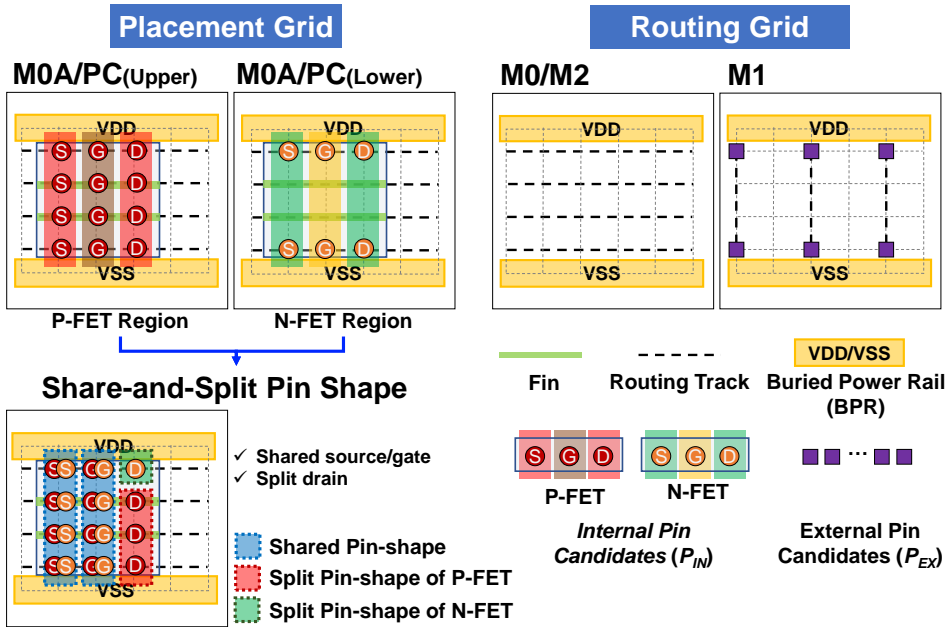 Placement Grid
Routing Grid
M0A/PC(Upper)
M0A/PC(Lower)
M0/M2
M1
VDD
VDD
VDD
VDD
S G D
S G D
S G D
S G D
S G D
S G D
VSS
VSS
VSS
VSS
P-FET Region
N-FET Region
Share-and-Split Pin Shape
VDD
S S G G D
S S G G D
S S G G D
S S G G D
VSS
✓ Shared source/gate
✓ Split drain
Shared Pin-shape
Split Pin-shape of P-FET
Split Pin-shape of N-FET
Fin
Routing Track
VDD/VSS
Buried Power Rail
(BPR)
S G D
S G D
P-FET
N-FET
Internal Pin
Candidates (PIN)
...
External Pin
Candidates (PEX)